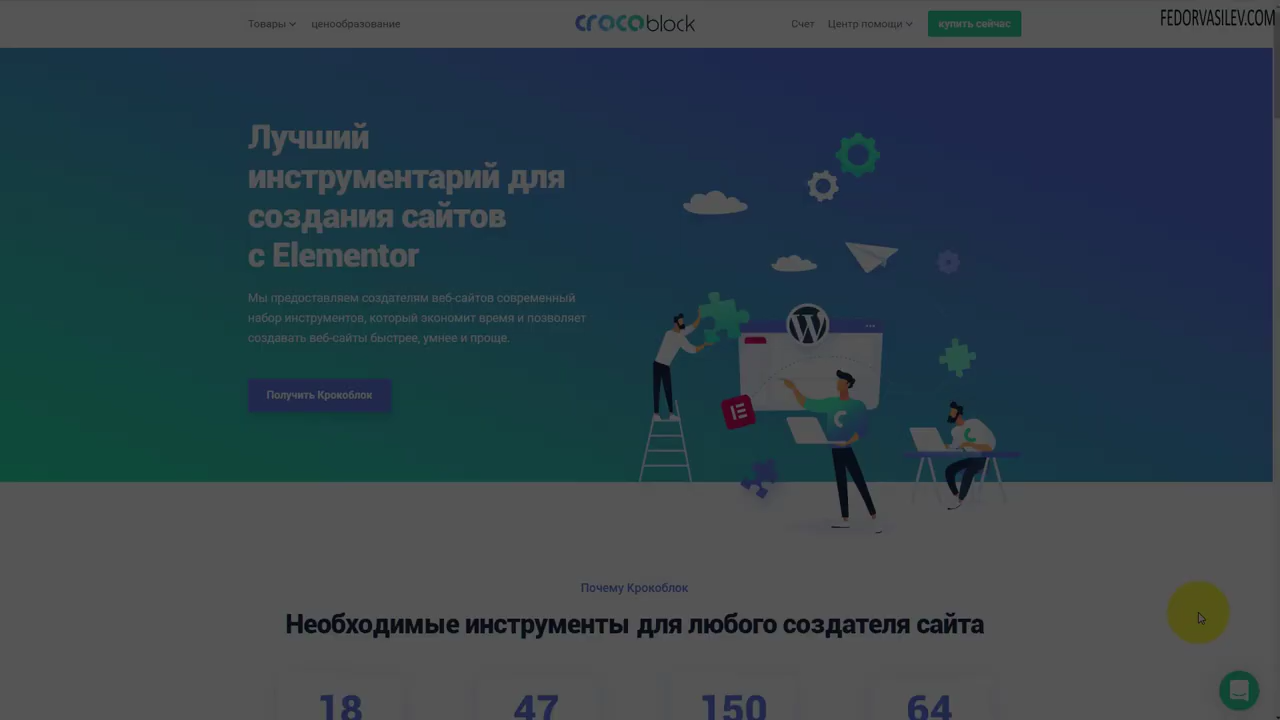 Товары
ценообразование
crocoblock
Счет
Центр помощи
купить сейчас
FEDORVASILEV.COM
Лучший
инструментарий для
создания сайтов
с Elementor
Мы предоставляем создателям веб-сайтов современный
набор инструментов, который экономит время и позволяет
создавать веб-сайты быстрее, умнее и проще.
Получить Крокоблок
Почему Крокоблок
Необходимые инструменты для любого создателя сайта
18
47
150
64